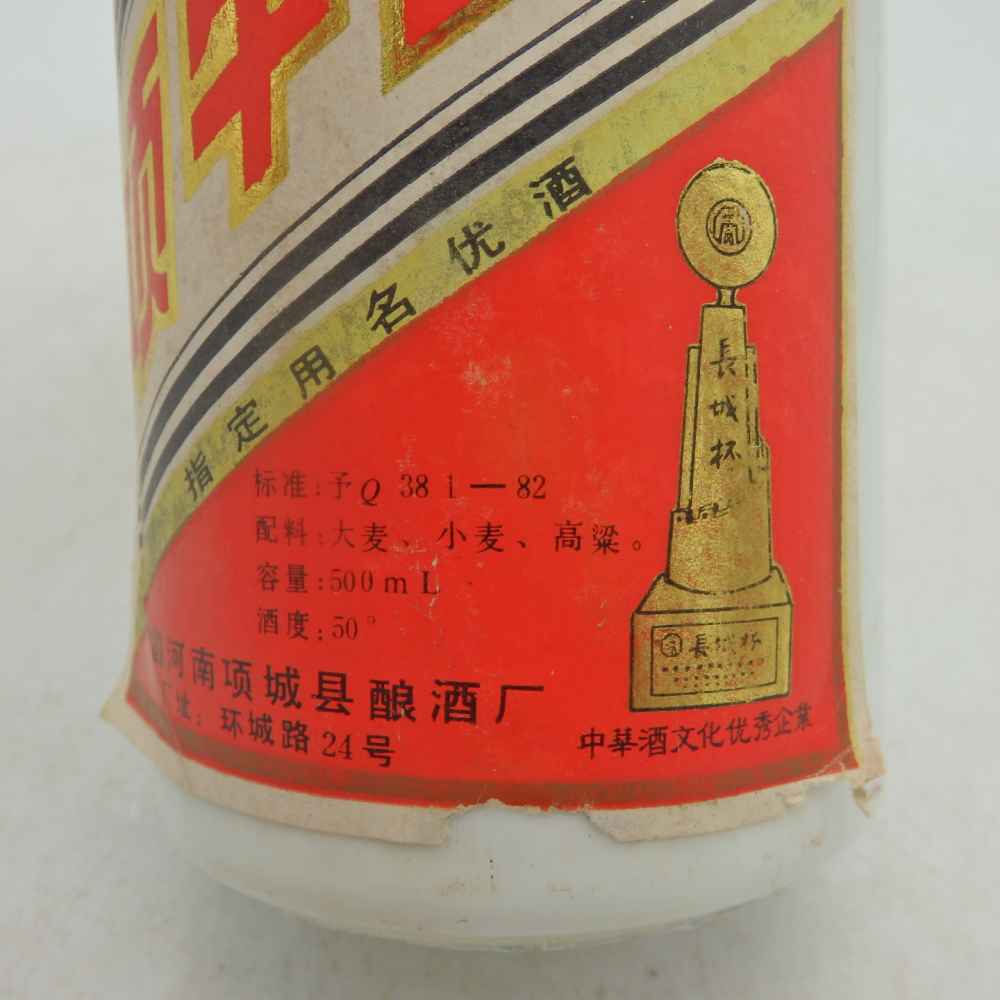 指定用名优酒
長城杯
标准:予Q 381—82
配料:大麦、小麦、高粱。
容量:500mL
酒度:50°
河南项城县酿酒厂
址:环城路24号
長城杯
中華酒文化优秀企業